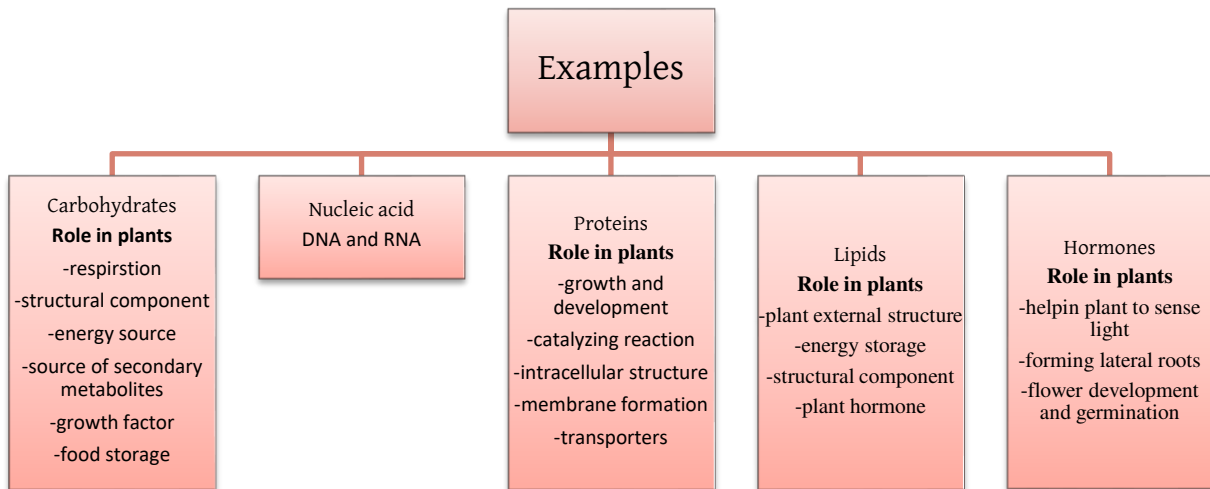 Examples
Carbohydrates
Role in plants
-respirstion
-structural component
-energy source
-source of secondary
metabolites
-growth factor
-food storage
Nucleic acid
DNA and RNA
Proteins
Role in plants
-growth and
development
-catalyzing reaction
-intracellular structure
-membrane formation
-transporters
Lipids
Role in plants
-plant external structure
-energy storage
-structural component
-plant hormone
Hormones
Role in plants
-helpin plant to sense
light
-forming lateral roots
-flower development
and germination